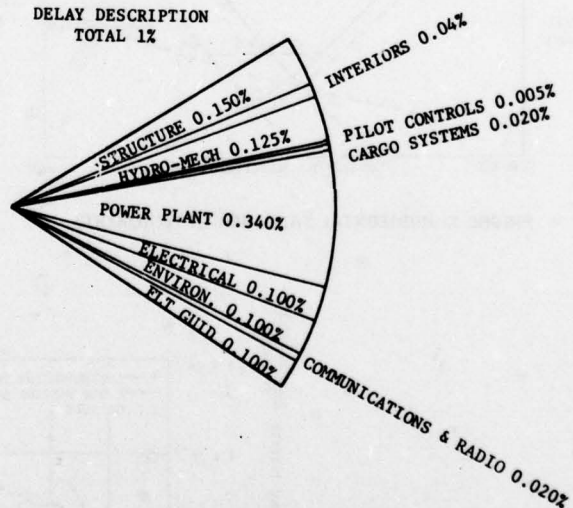 DELAY DESCRIPTION
TOTAL 1%
INTERIORS 0.04%
STRUCTURE 0.150%
PILOT CONTROLS 0.005%
CARGO SYSTEMS 0.020%
HYDRO-MECH 0.125%
POWER PLANT 0.340%
ELECTRICAL 0.100%
ENVIRON, 0.100%
FLT GUID 0.100%
COMMUNICATIONS & RADIO 0.020%